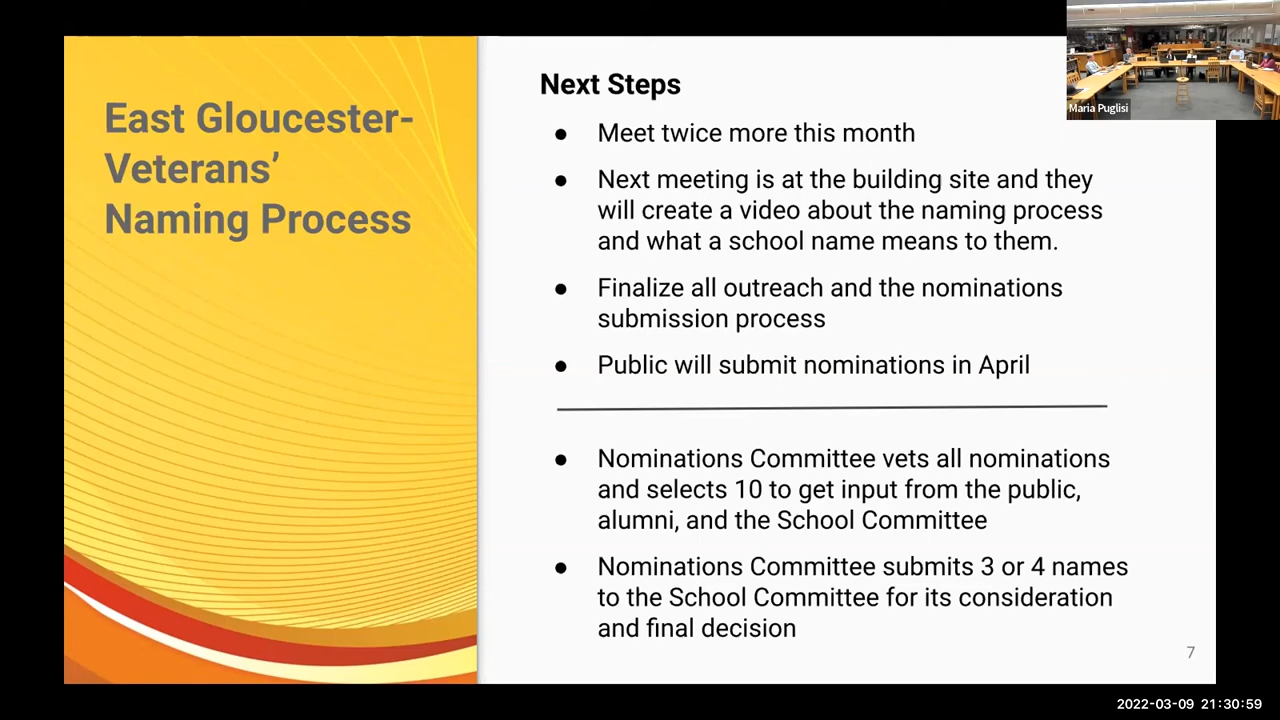 East Gloucester-
Veterans’
Naming Process
Next Steps
● Meet twice more this month
● Next meeting is at the building site and they
will create a video about the naming process
and what a school name means to them.
● Finalize all outreach and the nominations
submission process
● Public will submit nominations in April
● Nominations Committee vets all nominations
and selects 10 to get input from the public,
alumni, and the School Committee
● Nominations Committee submits 3 or 4 names
to the School Committee for its consideration
and final decision
7
Maria Puglisi
2022-03-09 21:30:59